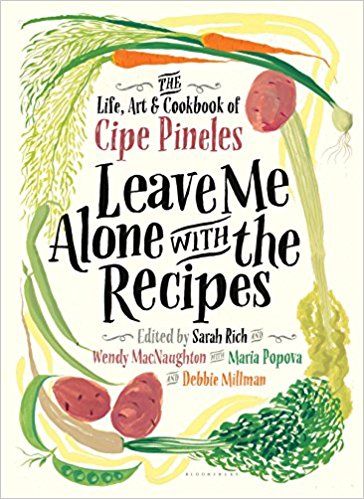 THE
Life, Art & Cookbook of
Cipe Pineles
Leave Me
Alone WITH the
Recipes
Edited by Sarah Rich AND
Wendy MacNaughton WITH Maria Popova
AND Debbie Millman
BLOOMSBURY